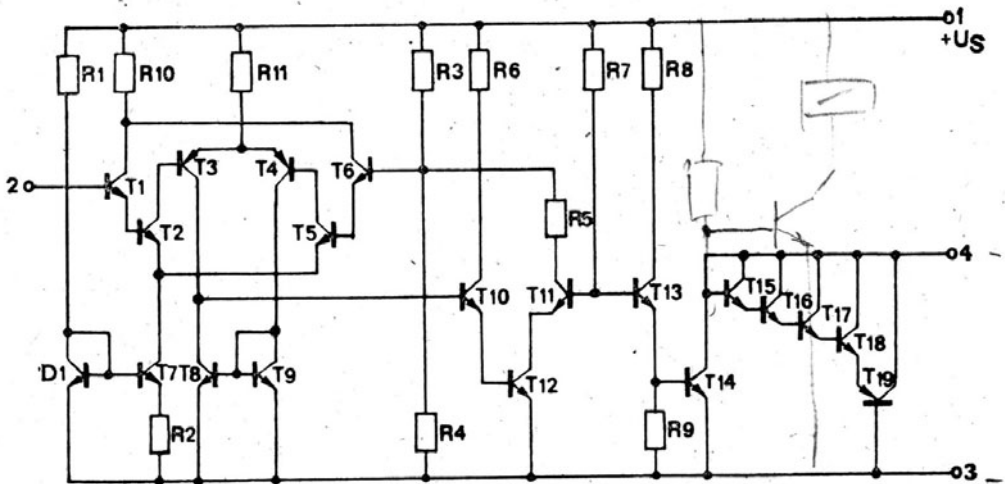 1
+Us
R1 R10 R11 R3 R6 R7 R8
T3 T4 T6
2 T1
T2 T5 R5
4
T10 T11 T13 T15 T16 T17 T18
D1 T7 T8 T9 T12 T14 T19
R2 R4 R9
3